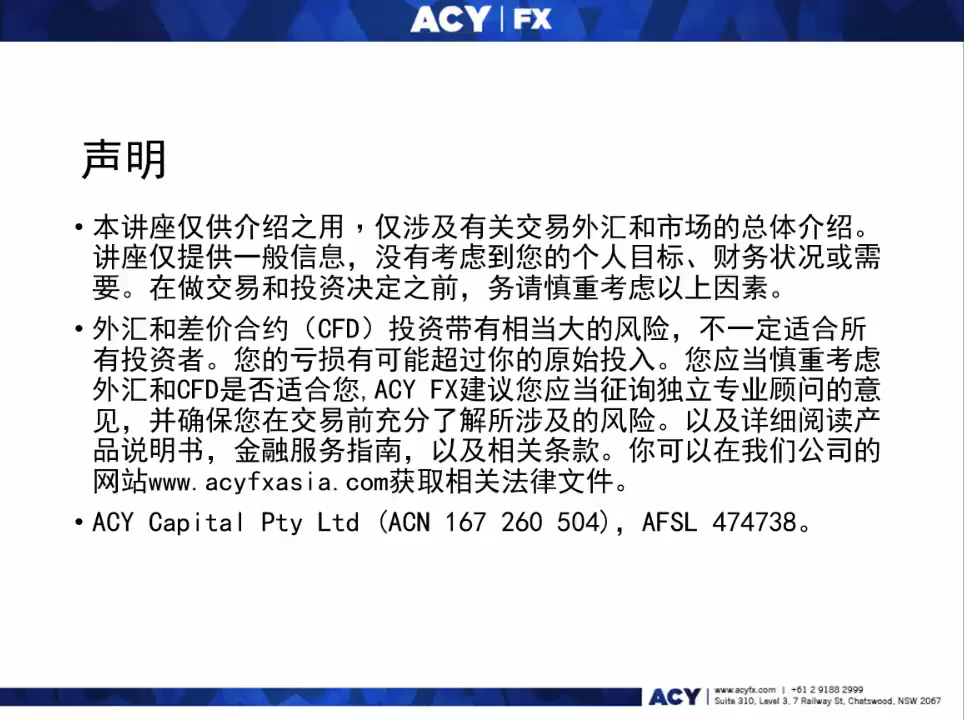 ACY | FX
声明
• 本讲座仅供介绍之用，仅涉及有关交易外汇和市场的总体介绍。
讲座仅提供一般信息，没有考虑到您的个人目标、财务状况或需
要。在做交易和投资决定之前，务请慎重考虑以上因素。
• 外汇和差价合约（CFD）投资带有相当大的风险，不一定适合所
有投资者。您的亏损有可能超过你的原始投入。您应当慎重考虑
外汇和CFD是否适合您,ACY FX建议您应当征询独立专业顾问的意
见，并确保您在交易前充分了解所涉及的风险。以及详细阅读产
品说明书，金融服务指南，以及相关条款。你可以在我们公司的
网站www.acyfxasia.com获取相关法律文件。
• ACY Capital Pty Ltd (ACN 167 260 504)，AFSL 474738。
ACY
www.acyfx.com | +61 2 9188 2999
Suite 310, Level 3, 7 Railway St, Chatswood, NSW 2067